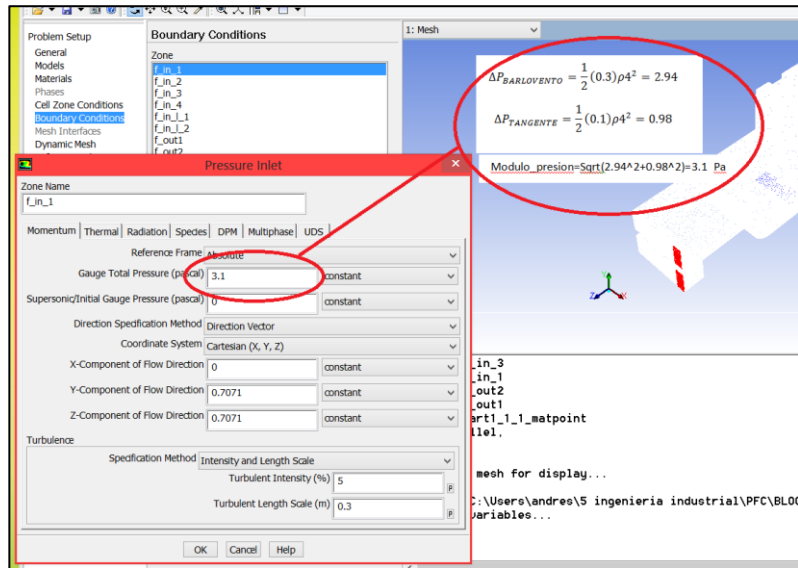 Problem Setup
General
Models
Materials
Phases
Cell Zone Conditions
Boundary Conditions
Mesh Interfaces
Dynamic Mesh
Boundary Conditions
Zone
f_in_1
f_in_2
f_in_3
f_in_4
f_in_l_1
f_in_l_2
f_out1
f_out2
1: Mesh
ΔP_BARLOVENTO = 1/2 (0.3)ρ4² = 2.94
ΔP_TANGENTE = 1/2 (0.1)ρ4² = 0.98
Modulo_presion=Sqrt(2.94^2+0.98^2)=3.1 Pa
Y
Z
X
Pressure Inlet
x
Zone Name
f_in_1
Momentum Thermal Radiation Species DPM Multiphase UDS
Reference Frame Absolute
Gauge Total Pressure (pascal) 3.1 constant
Supersonic/Initial Gauge Pressure (pascal) 0 constant
Direction Specification Method Direction Vector
Coordinate System Cartesian (X, Y, Z)
X-Component of Flow Direction 0 constant
Y-Component of Flow Direction 0.7071 constant
Z-Component of Flow Direction 0.7071 constant
Turbulence
Specification Method Intensity and Length Scale
Turbulent Intensity (%) 5 P
Turbulent Length Scale (m) 0.3 P
OK Cancel Help
_in_3
_in_1
_out2
_out1
art1_1_1_matpoint
llel,
mesh for display...
C:\Users\andres\5 ingenieria industrial\PFC\BLO
variables...